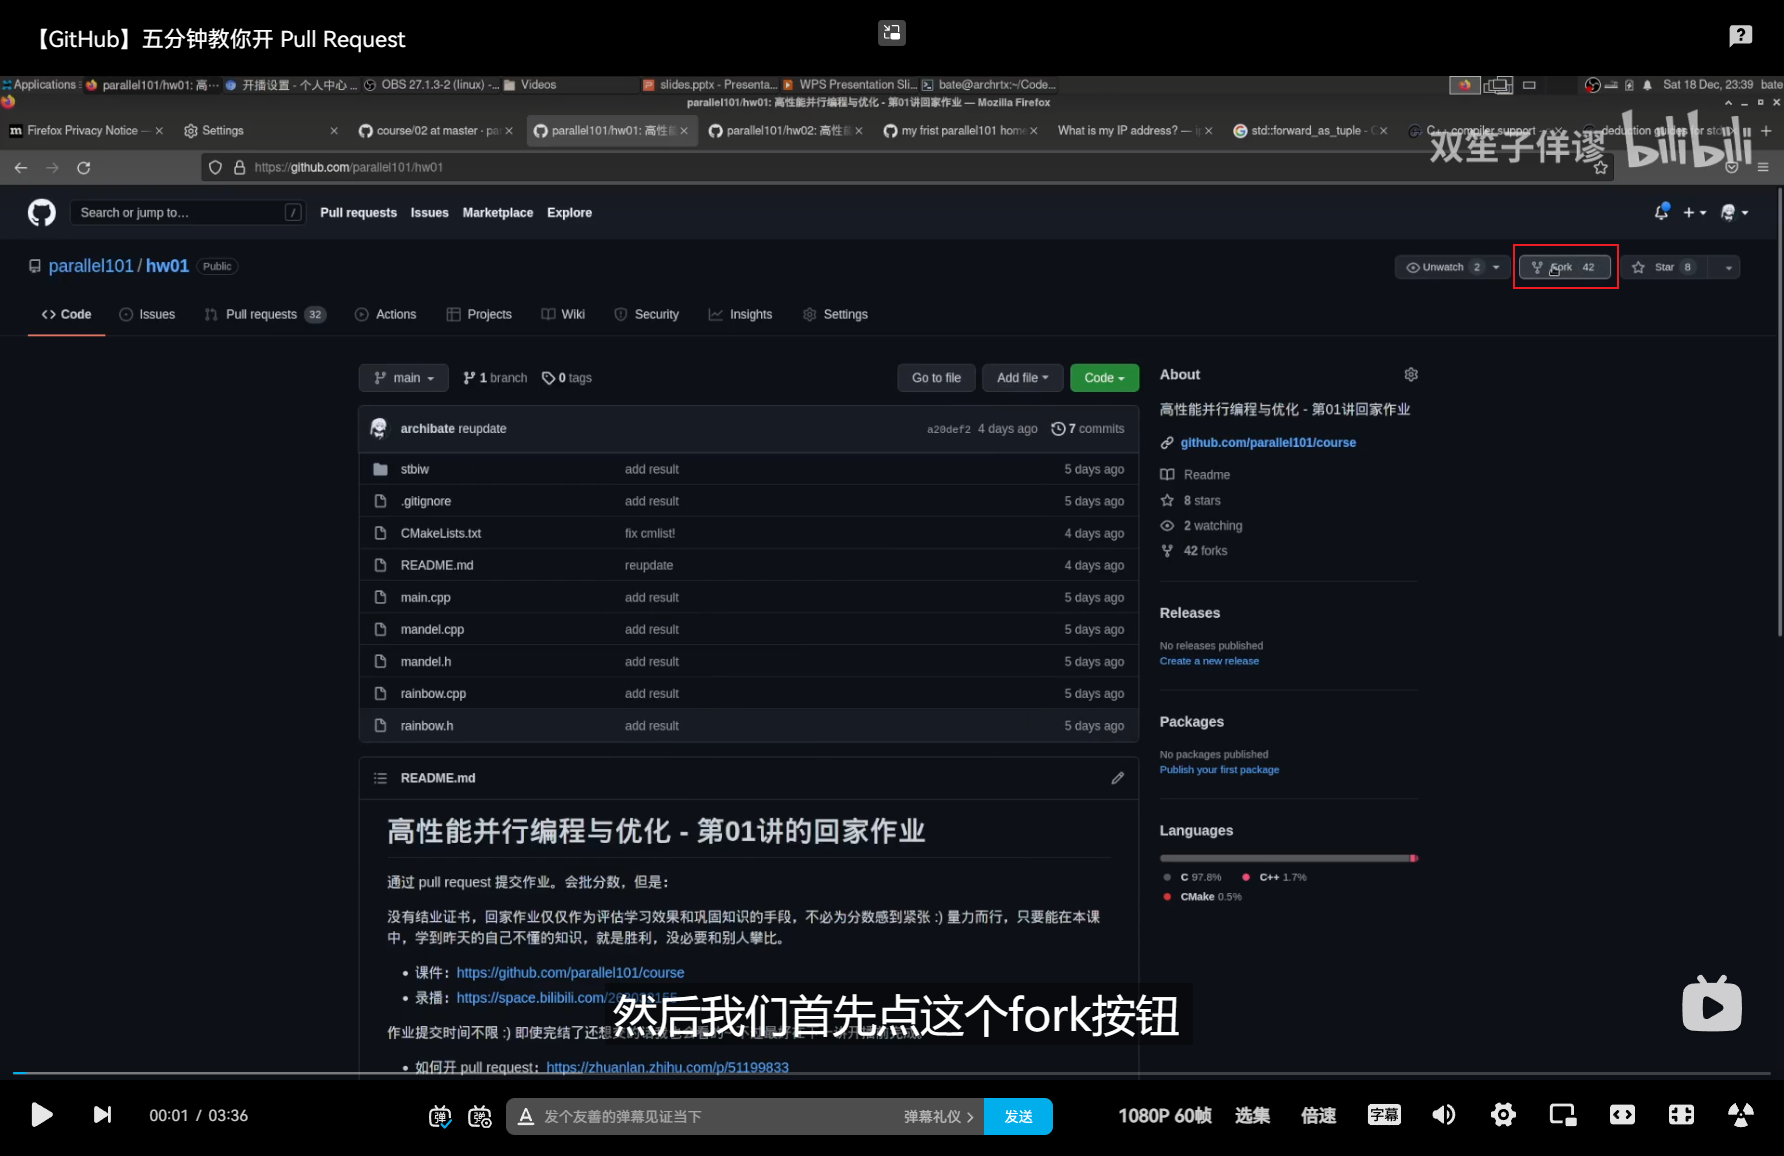 【GitHub】五分钟教你开 Pull Request
Applications parallel101/hw01: 高… 开播设置 - 个人中心… OBS 27.1.3-2 (linux) -… Videos slides.pptx - Presenta… WPS Presentation Sli… bate@archrtx:~/Code… Sat 18 Dec, 23:39 bate
parallel101/hw01: 高性能并行编程与优化 - 第01讲回家作业 — Mozilla Firefox
Firefox Privacy Notice — Settings course/02 at master · pa parallel101/hw01: 高性 parallel101/hw02: 高性 my frist parallel101 hom What is my IP address? — std::forward_as_tuple - C++ compiler support deduction guides for std
双笙子佯谬 bilibili
https://github.com/parallel101/hw01
Search or jump to… / Pull requests Issues Marketplace Explore
parallel101 / hw01 Public Unwatch 2 Fork 42 Star 8
Code Issues Pull requests 32 Actions Projects Wiki Security Insights Settings
main 1 branch 0 tags Go to file Add file Code
archibate reupdate a20def2 4 days ago 7 commits
stbiw add result 5 days ago
.gitignore add result 5 days ago
CMakeLists.txt fix cmlist! 4 days ago
README.md reupdate 4 days ago
main.cpp add result 5 days ago
mandel.cpp add result 5 days ago
mandel.h add result 5 days ago
rainbow.cpp add result 5 days ago
rainbow.h add result 5 days ago
About
高性能并行编程与优化 - 第01讲回家作业
github.com/parallel101/course
Readme
8 stars
2 watching
42 forks
Releases
No releases published
Create a new release
Packages
No packages published
Publish your first package
Languages
C 97.8% C++ 1.7%
CMake 0.5%
README.md
高性能并行编程与优化 - 第01讲的回家作业
通过 pull request 提交作业。会批分数，但是：
没有结业证书，回家作业仅仅作为评估学习效果和巩固知识的手段，不必为分数感到紧张 :) 量力而行，只要能在本课
中，学到昨天的自己不懂的知识，就是胜利，没必要和别人攀比。
• 课件：https://github.com/parallel101/course
• 录播：https://space.bilibili.com/
作业提交时间不限 :) 即使完结了还想
然后我们首先点这个fork按钮
• 如何开 pull request：https://zhuanlan.zhihu.com/p/51199833
00:01 / 03:36 弹 发个友善的弹幕见证当下 弹幕礼仪 发送 1080P 60帧 选集 倍速 字幕